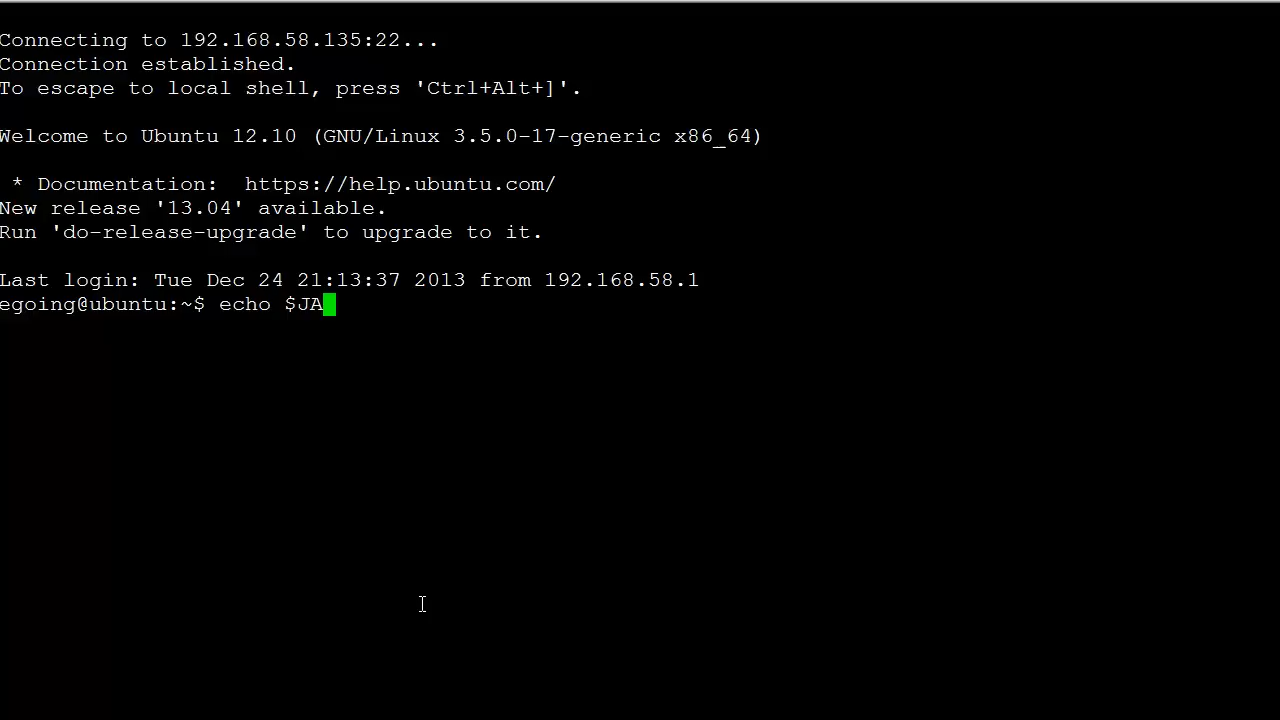 Connecting to 192.168.58.135:22...
Connection established.
To escape to local shell, press 'Ctrl+Alt+]'.
Welcome to Ubuntu 12.10 (GNU/Linux 3.5.0-17-generic x86_64)
* Documentation:  https://help.ubuntu.com/
New release '13.04' available.
Run 'do-release-upgrade' to upgrade to it.
Last login: Tue Dec 24 21:13:37 2013 from 192.168.58.1
egoing@ubuntu:~$ echo $JA